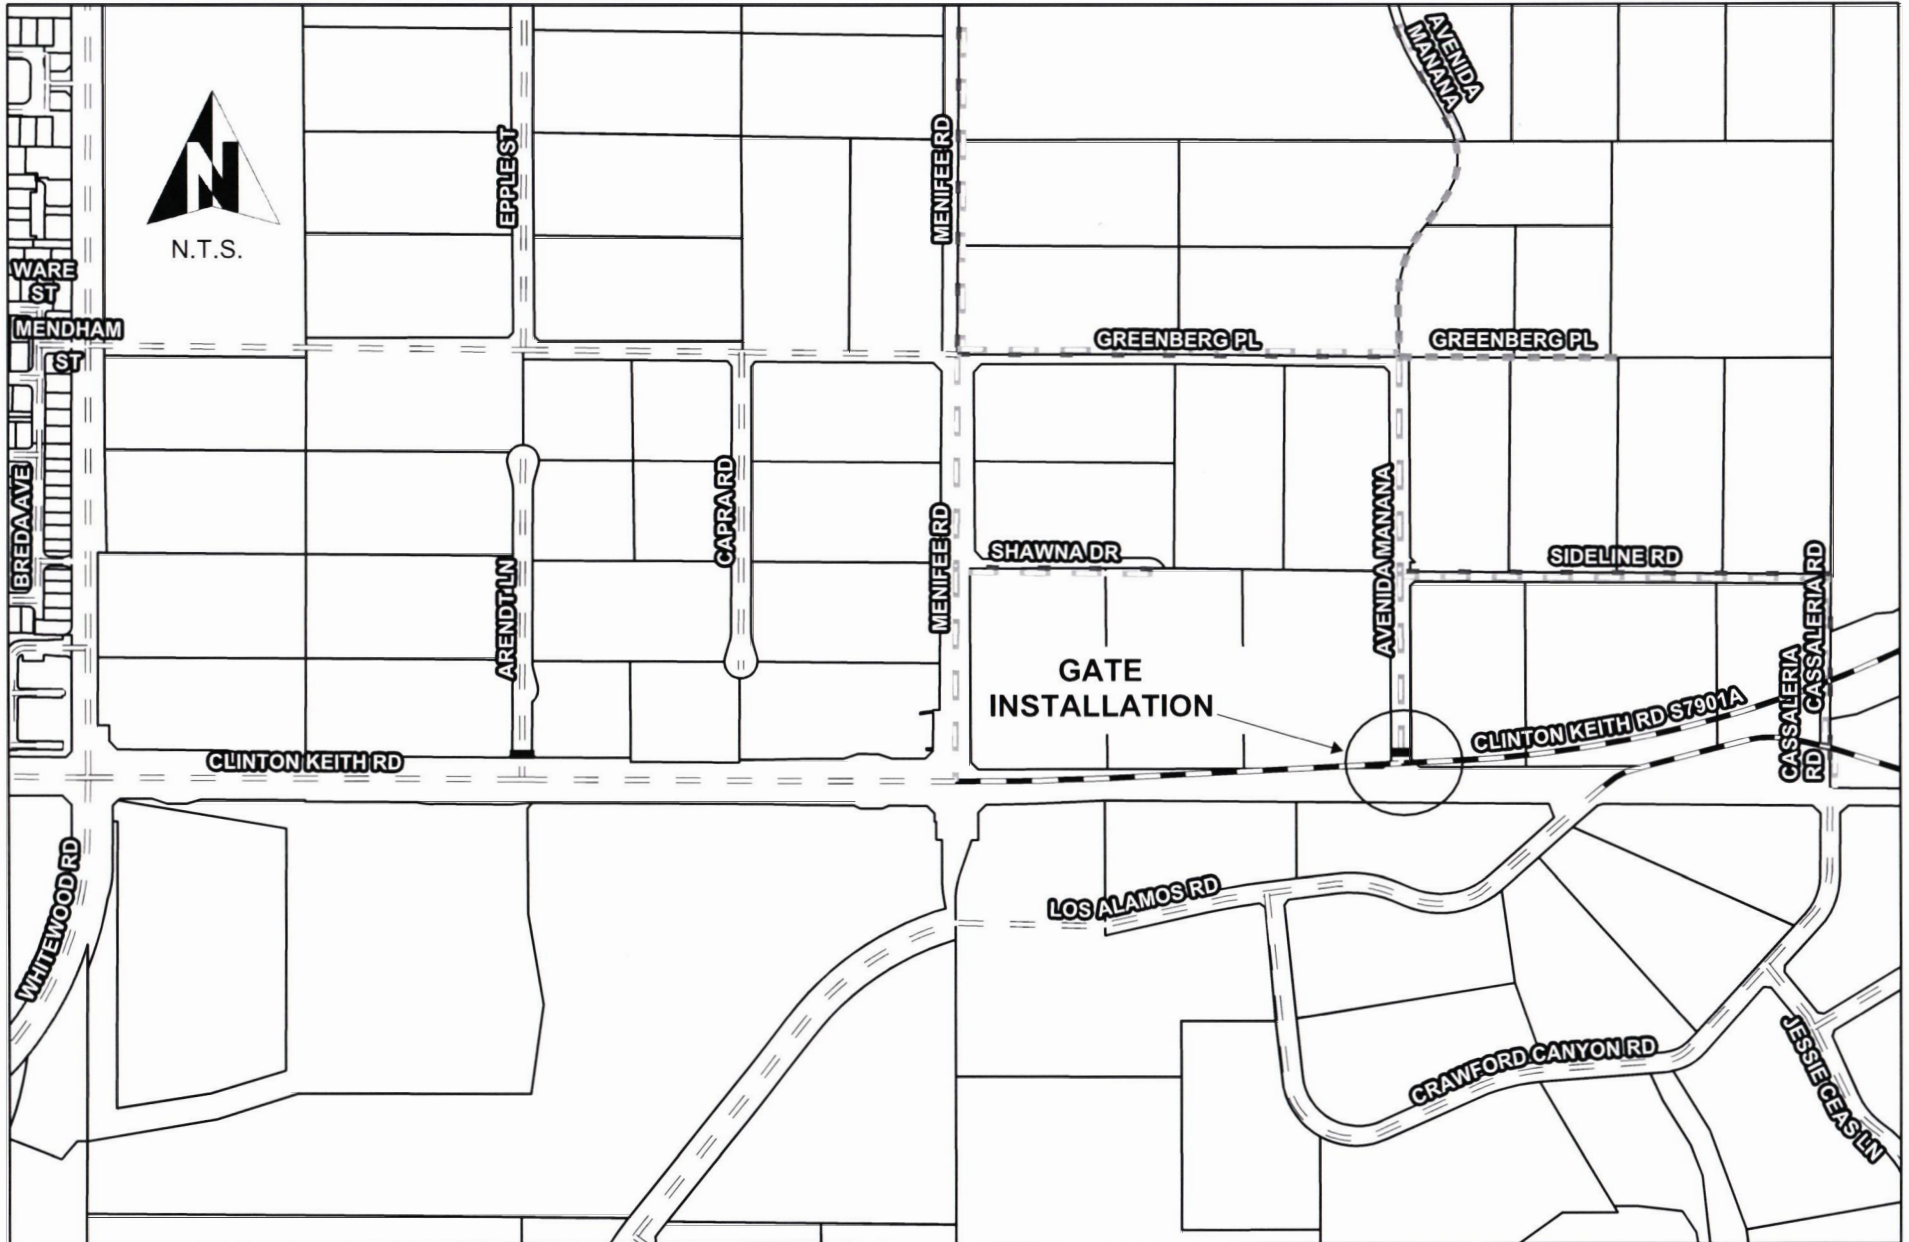 AVENIDA
MANANA
EPPLE ST
MENIFEE RD
N
N.T.S.
WARE
ST
MENDHAM
ST
GREENBERG PL
GREENBERG PL
BREDA AVE
CAPRA RD
MENIFEE RD
AVENIDA MANANA
SHAWNA DR
SIDELINE RD
ARENDT LN
CASSALERIA RD
CASSALERIA
RD
GATE
INSTALLATION
CLINTON KEITH RD S7901A
CLINTON KEITH RD
WHITEWOOD RD
LOS ALAMOS RD
CRAWFORD CANYON RD
JESSIE CEAS LN